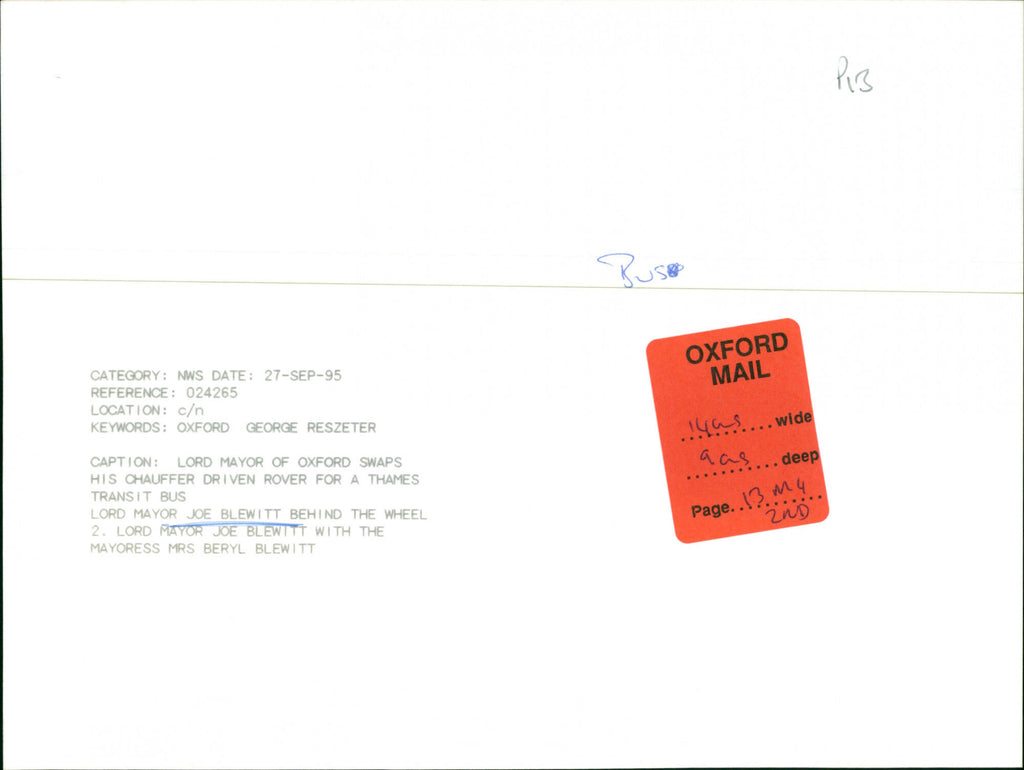 P13
Bus
CATEGORY: NWS DATE: 27-SEP-95
REFERENCE: 024265
LOCATION: c/n
KEYWORDS: OXFORD GEORGE RESZETER
CAPTION: LORD MAYOR OF OXFORD SWAPS
HIS CHAUFFER DRIVEN ROVER FOR A THAMES
TRANSIT BUS
LORD MAYOR JOE BLEWITT BEHIND THE WHEEL
2. LORD MAYOR JOE BLEWITT WITH THE
MAYORESS MRS BERYL BLEWITT
OXFORD
MAIL
14cms..........wide
9cms..........deep
Page..13 M4
2ND